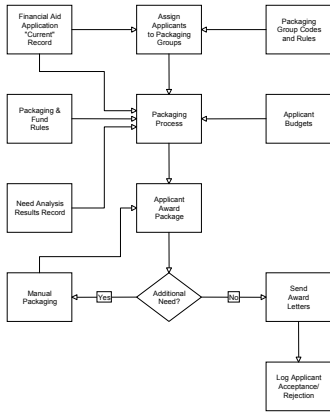 Financial Aid
Application
"Current"
Record
Assign
Applicants
to Packaging
Groups
Packaging
Group Codes
and Rules
Packaging &
Fund
Rules
Packaging
Process
Applicant
Budgets
Need Analysis
Results Record
Applicant
Award
Package
Manual
Packaging
Yes
Additional
Need?
No
Send
Award
Letters
Log Applicant
Acceptance/
Rejection